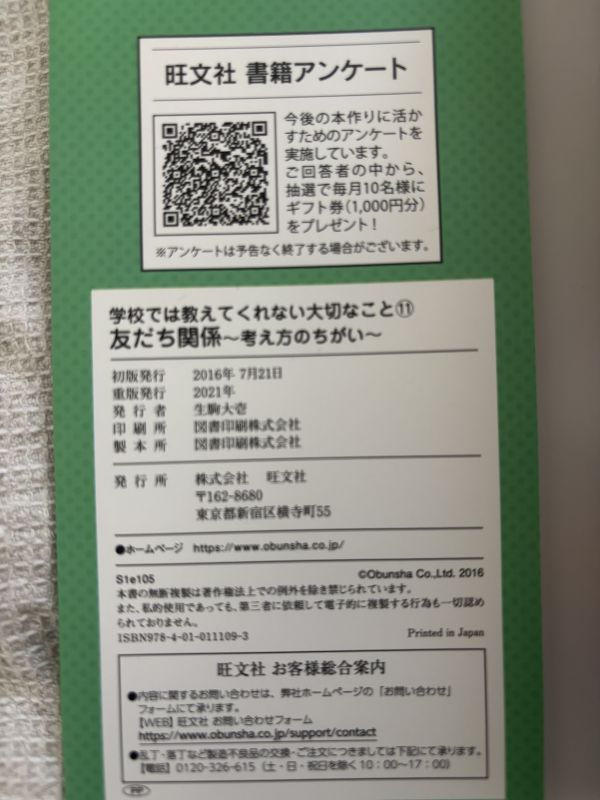 旺文社 書籍アンケート
今後の本作りに活か
すためのアンケートを
実施しています。
ご回答者の中から、
抽選で毎月10名様に
ギフト券(1,000円分)
をプレゼント!
※アンケートは予告なく終了する場合がございます。
学校では教えてくれない大切なこと⑪
友だち関係~考え方のちがい~
初版発行 2016年 7月21日
重版発行 2021年
発行者 生駒大壱
印刷所 図書印刷株式会社
製本所 図書印刷株式会社
発行所 株式会社 旺文社
〒162-8680
東京都新宿区横寺町55
●ホームページ https://www.obunsha.co.jp/
S1e105 ©Obunsha Co.,Ltd. 2016
本書の無断複製は著作権法上での例外を除き禁じられています。
また、私的使用であっても、第三者に依頼して電子的に複製する行為も一切認め
られておりません。
ISBN978-4-01-011109-3 Printed in Japan
旺文社 お客様総合案内
●内容に関するお問い合わせは、弊社ホームページの「お問い合わせ」
フォームにて承ります。
【WEB】旺文社 お問い合わせフォーム
https://www.obunsha.co.jp/support/contact
●乱丁・落丁など製造不良品の交換・ご注文につきましては下記にて承ります。
【電話】0120-326-615(土・日・祝日を除く10:00~17:00)
PP